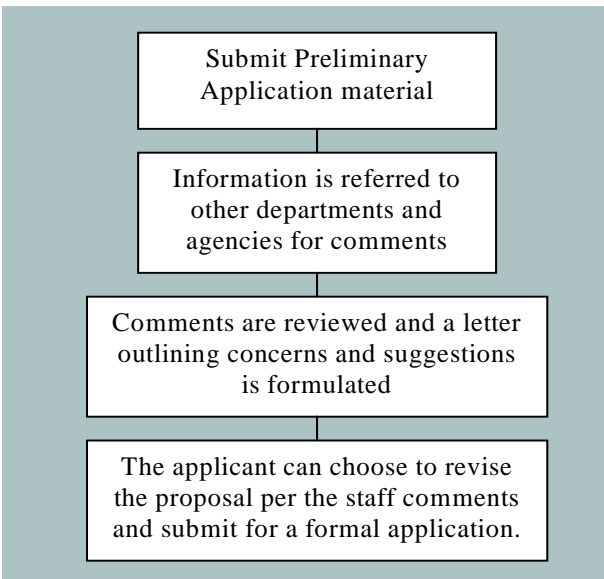 Submit Preliminary
Application material
Information is referred to
other departments and
agencies for comments
Comments are reviewed and a letter
outlining concerns and suggestions
is formulated
The applicant can choose to revise
the proposal per the staff comments
and submit for a formal application.